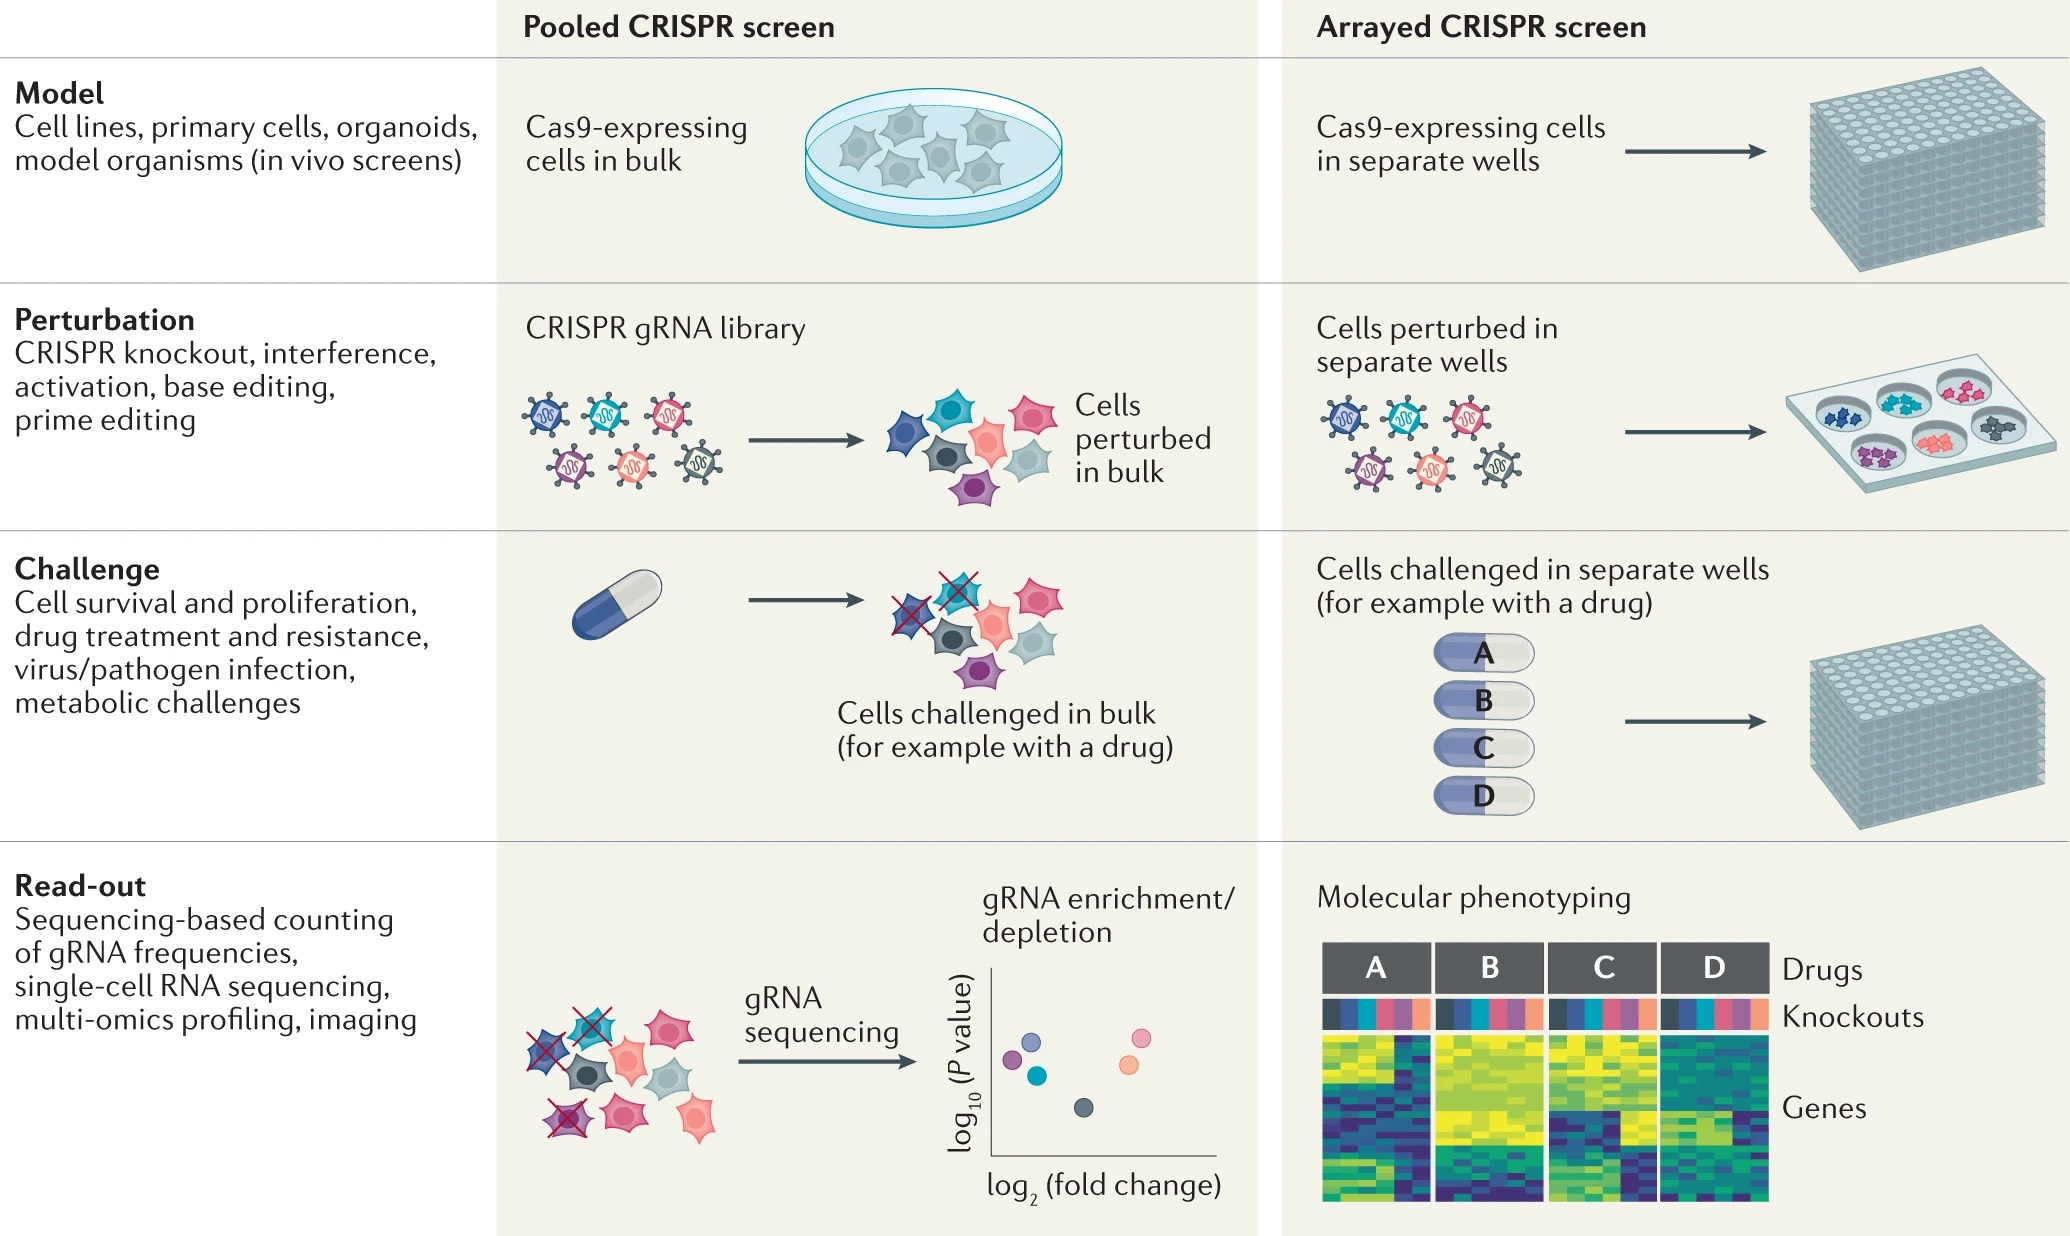 Pooled CRISPR screen
Arrayed CRISPR screen
Model
Cell lines, primary cells, organoids,
model organisms (in vivo screens)
Cas9-expressing
cells in bulk
Cas9-expressing cells
in separate wells
Perturbation
CRISPR knockout, interference,
activation, base editing,
prime editing
CRISPR gRNA library
Cells
perturbed
in bulk
Cells perturbed in
separate wells
Challenge
Cell survival and proliferation,
drug treatment and resistance,
virus/pathogen infection,
metabolic challenges
Cells challenged in bulk
(for example with a drug)
Cells challenged in separate wells
(for example with a drug)
A
B
C
D
Read-out
Sequencing-based counting
of gRNA frequencies,
single-cell RNA sequencing,
multi-omics profiling, imaging
gRNA
sequencing
gRNA enrichment/
depletion
log10 (P value)
log2 (fold change)
Molecular phenotyping
A B C D Drugs
Knockouts
Genes